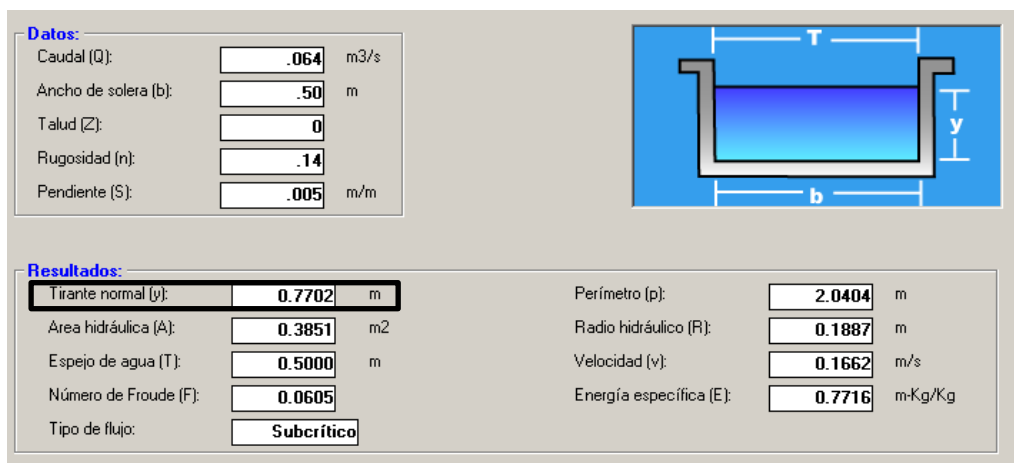 Datos:
Caudal (Q): .064 m3/s
Ancho de solera (b): .50 m
Talud (Z): 0
Rugosidad (n): .14
Pendiente (S): .005 m/m
T
y
b
Resultados:
Tirante normal (y): 0.7702 m Perímetro (p): 2.0404 m
Area hidráulica (A): 0.3851 m2 Radio hidráulico (R): 0.1887 m
Espejo de agua (T): 0.5000 m Velocidad (v): 0.1662 m/s
Número de Froude (F): 0.0605 Energía específica (E): 0.7716 m-Kg/Kg
Tipo de flujo: Subcrítico